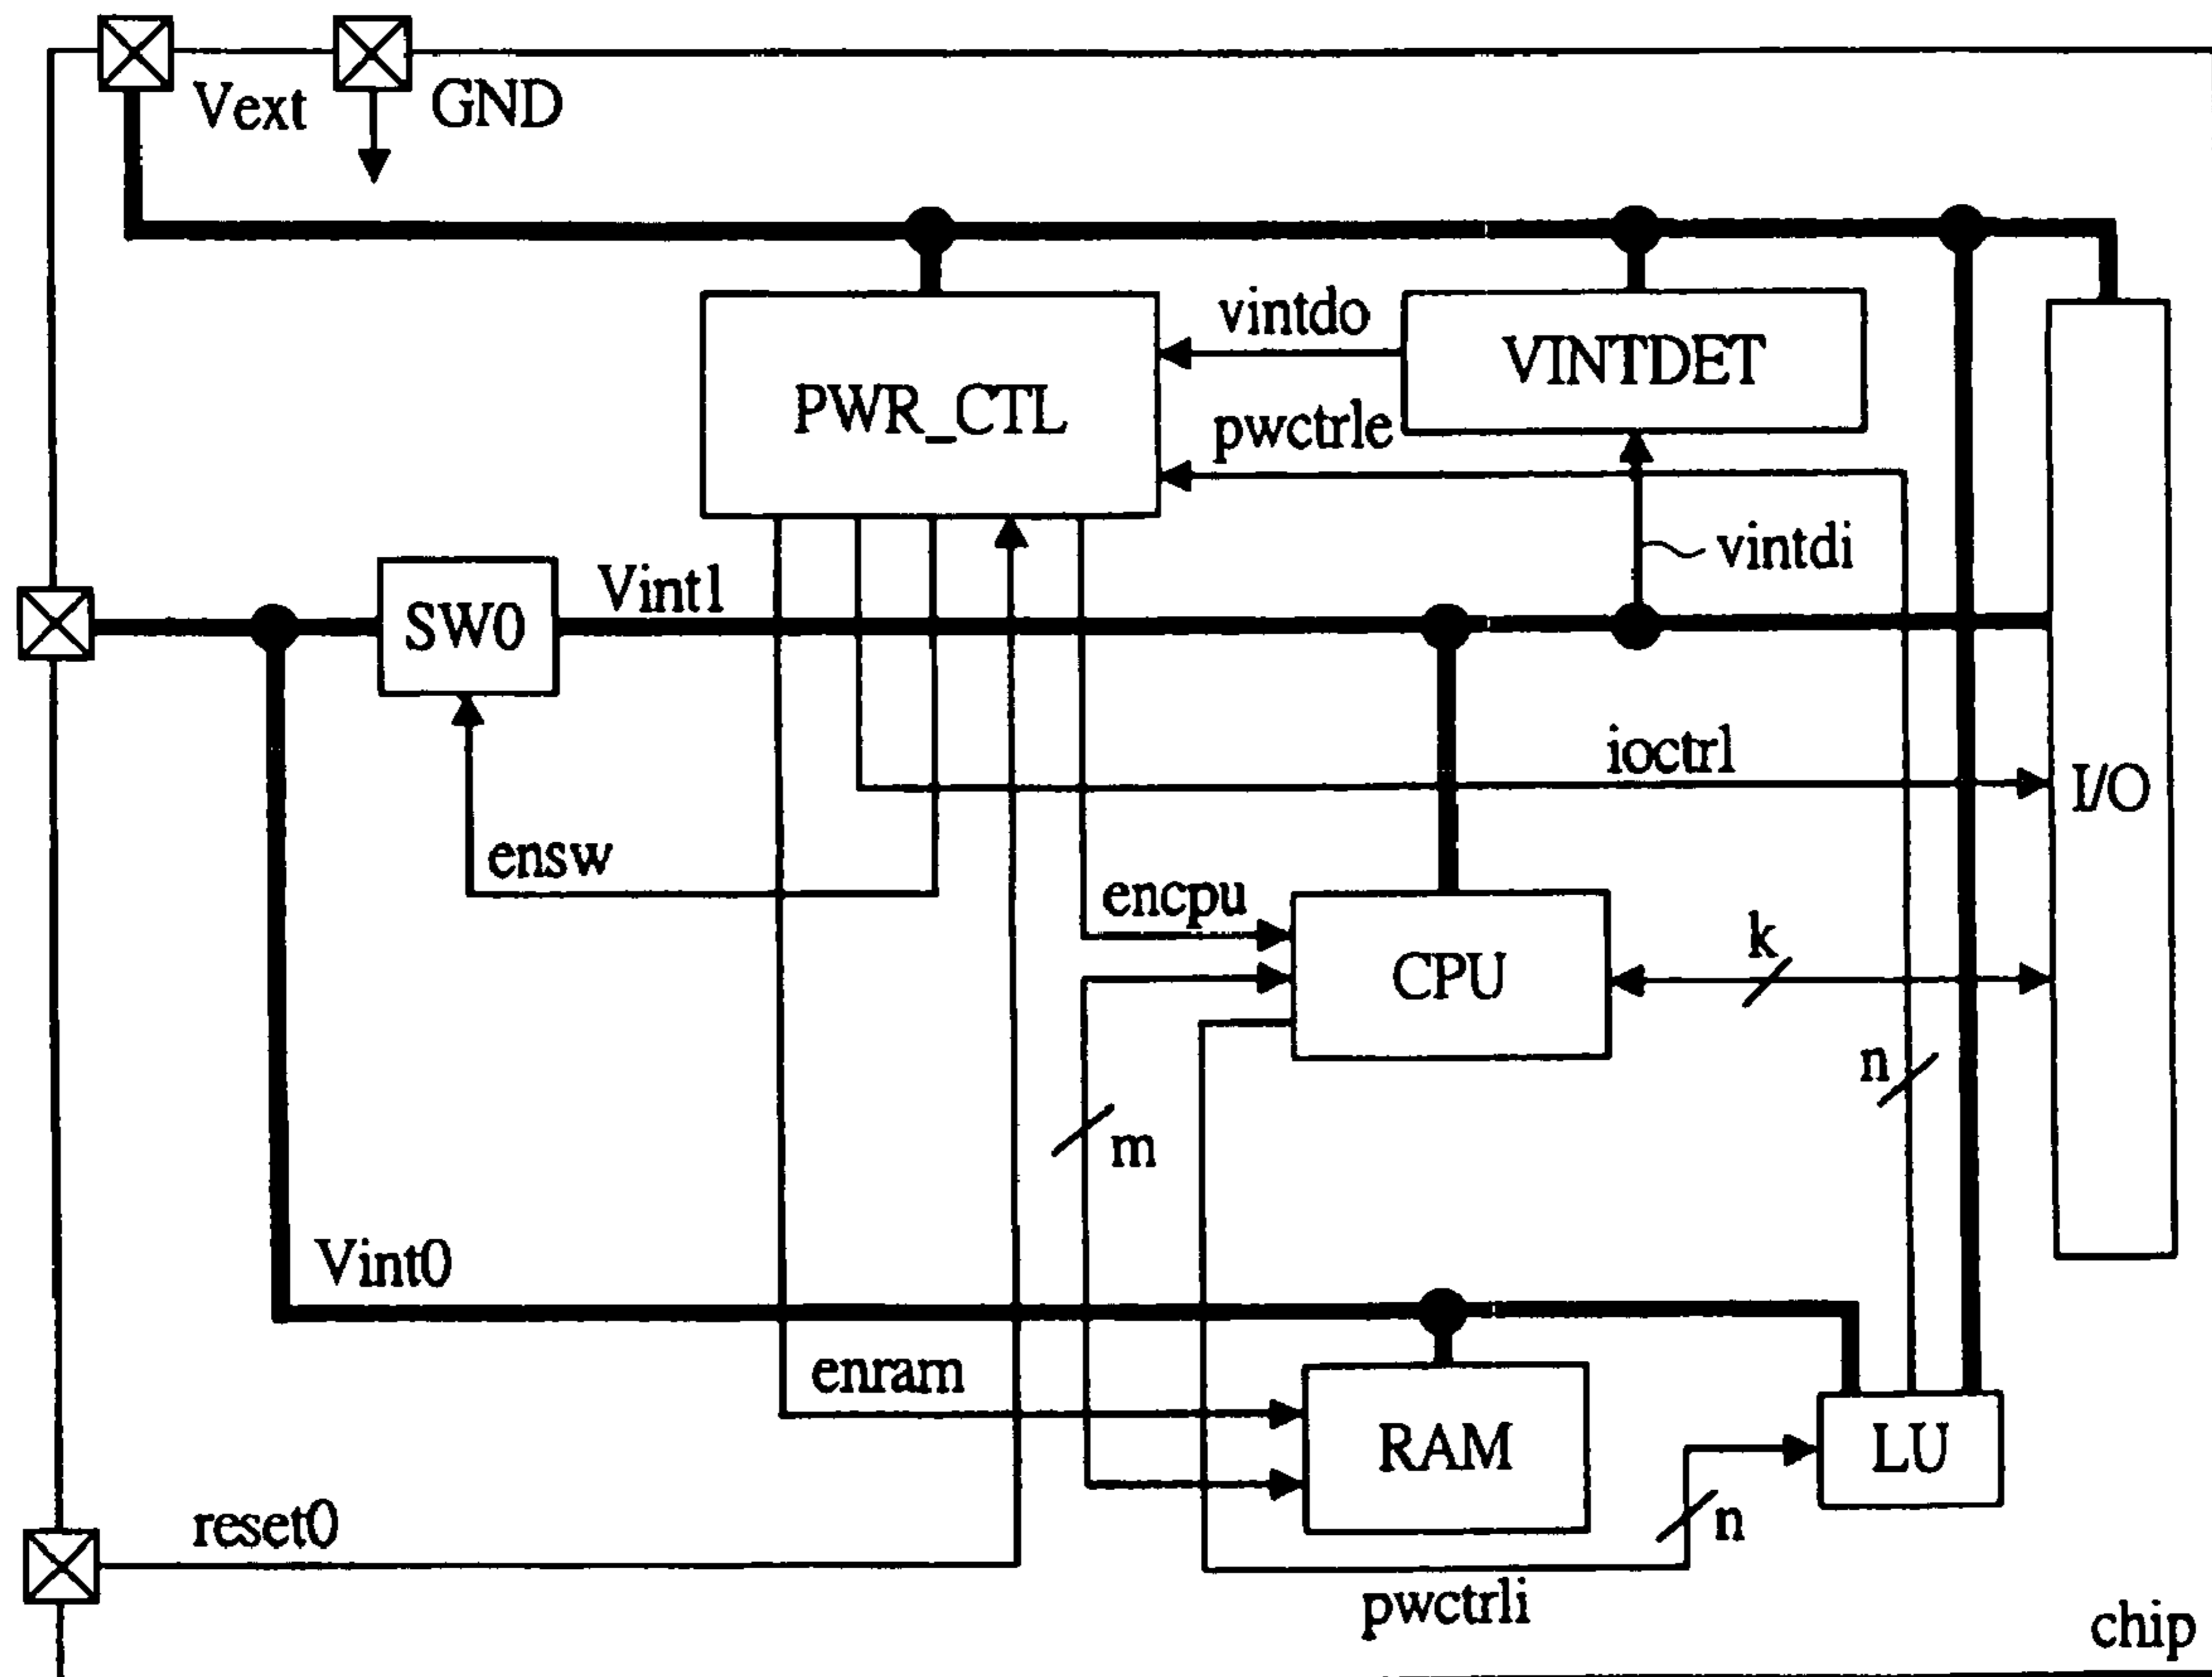 Vext
GND
vintdo
VINTDET
PWR_CTL
pwctrle
vintdi
Vint1
SW0
ioctrl
I/O
ensw
encpu
k
CPU
n
m
Vint0
enram
RAM
LU
reset0
n
pwctrli
chip